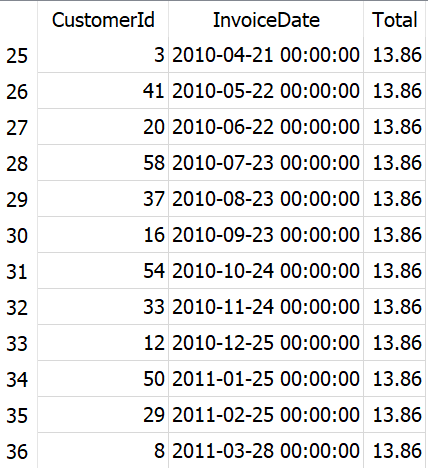 CustomerId InvoiceDate Total
25 3 2010-04-21 00:00:00 13.86
26 41 2010-05-22 00:00:00 13.86
27 20 2010-06-22 00:00:00 13.86
28 58 2010-07-23 00:00:00 13.86
29 37 2010-08-23 00:00:00 13.86
30 16 2010-09-23 00:00:00 13.86
31 54 2010-10-24 00:00:00 13.86
32 33 2010-11-24 00:00:00 13.86
33 12 2010-12-25 00:00:00 13.86
34 50 2011-01-25 00:00:00 13.86
35 29 2011-02-25 00:00:00 13.86
36 8 2011-03-28 00:00:00 13.86